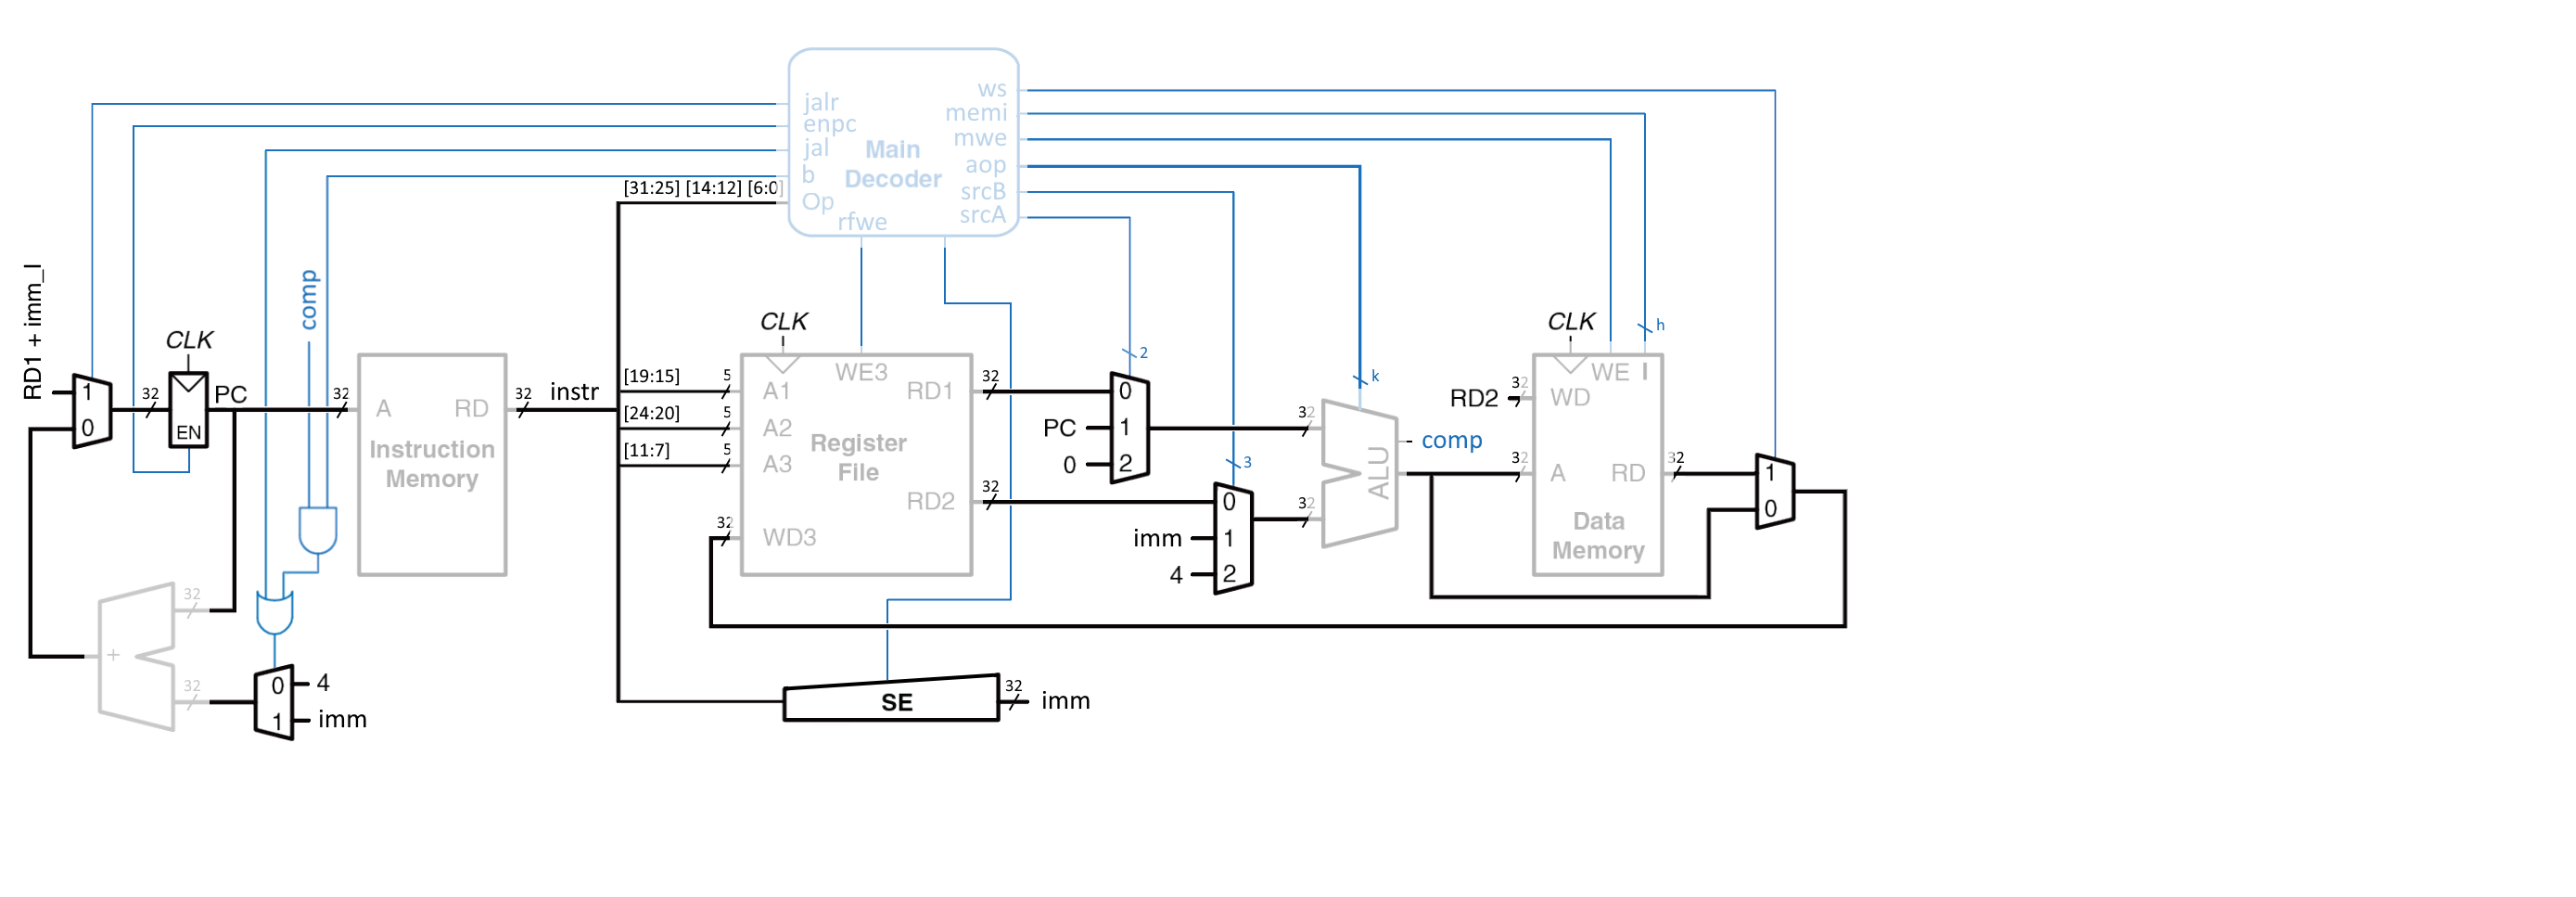 jalr
enpc
jal
b
Op
rfwe
Main
Decoder
ws
memi
mwe
aop
srcB
srcA
[31:25] [14:12] [6:0]
RD1 + imm_I
1
0
CLK
EN
32
PC
comp
32
A
RD
Instruction
Memory
32
instr
[19:15]
5
[24:20]
5
[11:7]
5
32
CLK
WE3
A1
A2
A3
WD3
RD1
RD2
Register
File
32
32
2
0
PC
1
0
2
3
0
imm
1
4
2
32
32
k
ALU
comp
CLK
h
WE I
RD2
32
WD
32
A
RD
Data
Memory
32
1
0
32
+
32
0
4
1
imm
SE
32
imm